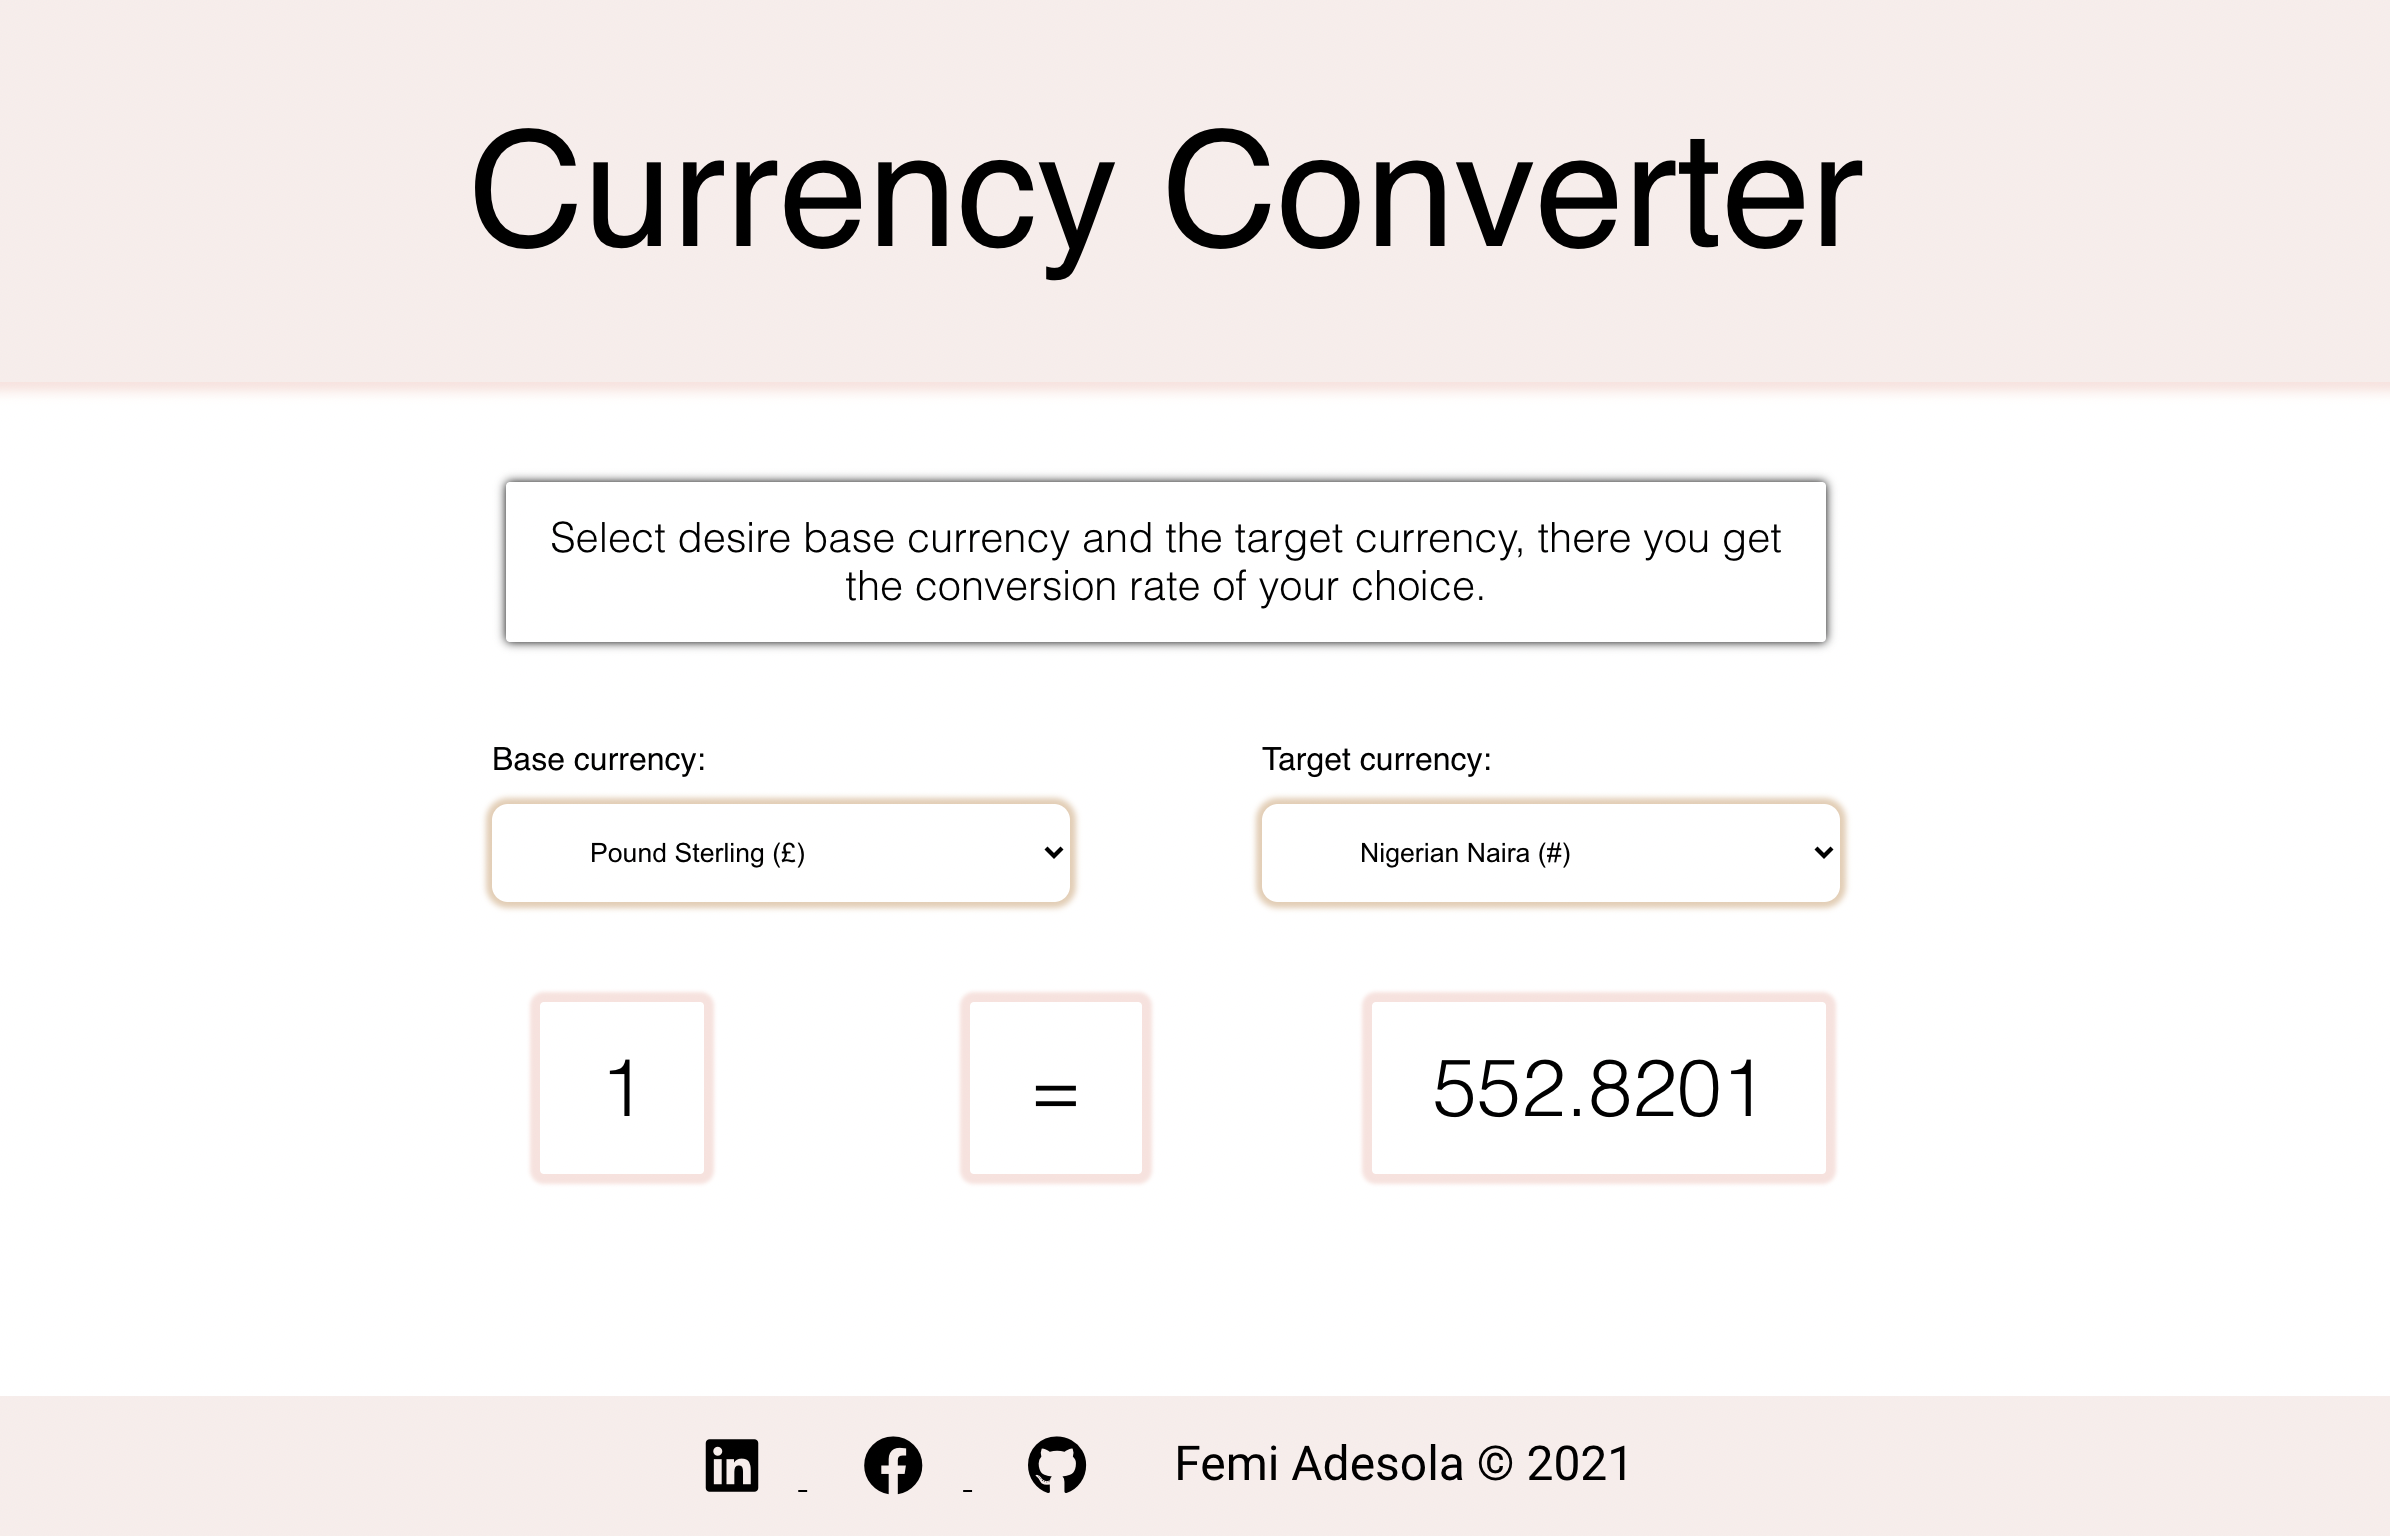 Currency Converter
Select desire base currency and the target currency, there you get
the conversion rate of your choice.
Base currency:
Target currency:
Pound Sterling (£)
Nigerian Naira (#)
1
=
552.8201
Femi Adesola © 2021